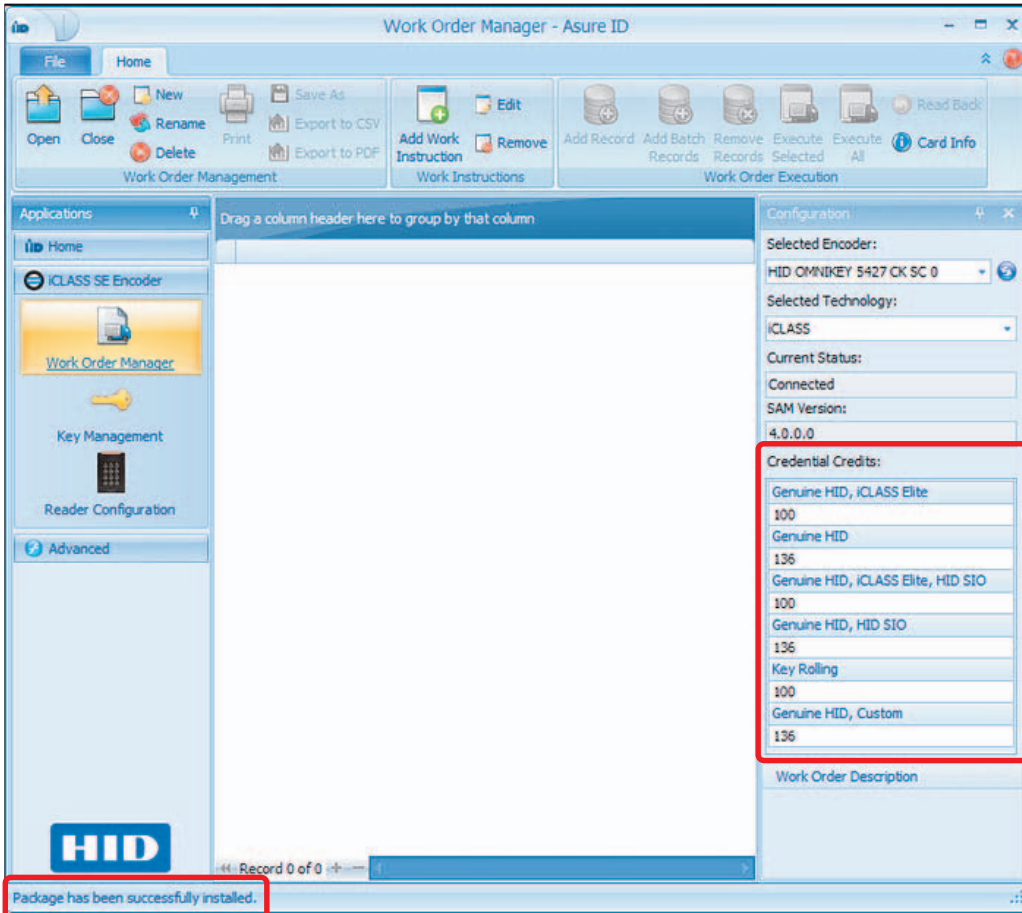 Work Order Manager - Asure ID
File
Home
Open
Close
New
Rename
Delete
Print
Save As
Export to CSV
Export to PDF
Work Order Management
Add Work
Instruction
Edit
Remove
Work Instructions
Add Record
Add Batch
Records
Remove
Records
Execute
Selected
Execute
All
Read Back
Card Info
Work Order Execution
Applications
iD Home
iCLASS SE Encoder
Work Order Manager
Key Management
Reader Configuration
Advanced
HID
Drag a column header here to group by that column
Record 0 of 0
Configuration
Selected Encoder:
HID OMNIKEY 5427 CK SC 0
Selected Technology:
iCLASS
Current Status:
Connected
SAM Version:
4.0.0.0
Credential Credits:
Genuine HID, iCLASS Elite
100
Genuine HID
136
Genuine HID, iCLASS Elite, HID SIO
100
Genuine HID, HID SIO
136
Key Rolling
100
Genuine HID, Custom
136
Work Order Description
Package has been successfully installed.